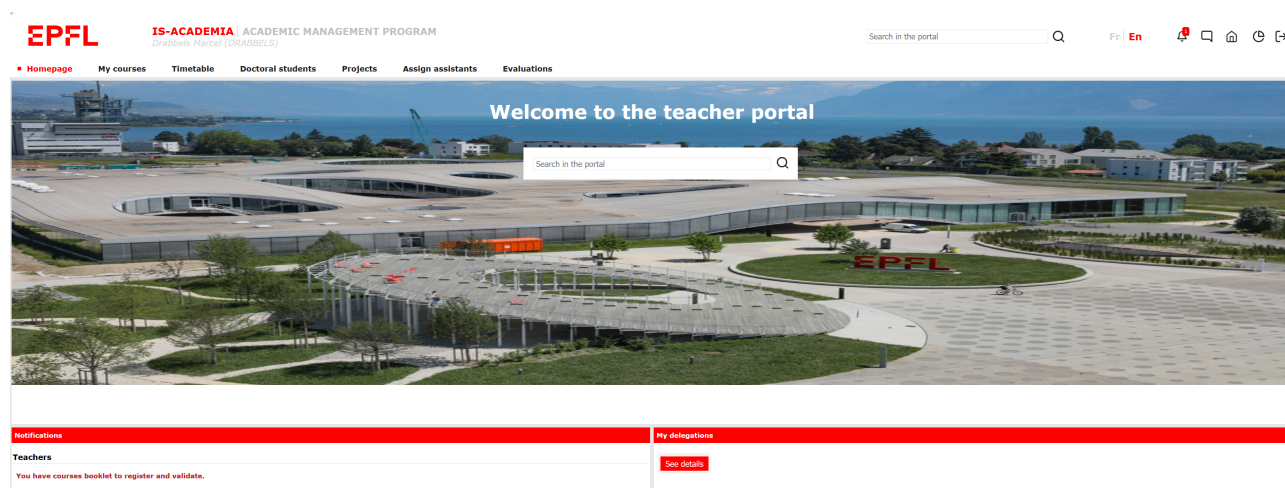 EPFL
IS-ACADEMIA | ACADEMIC MANAGEMENT PROGRAM
Drabbels Marcel (DRABBELS)
Search in the portal
Fr | En
1
Homepage My courses Timetable Doctoral students Projects Assign assistants Evaluations
Welcome to the teacher portal
Search in the portal
EPFL
Notifications
My delegations
Teachers
See details
You have courses booklet to register and validate.